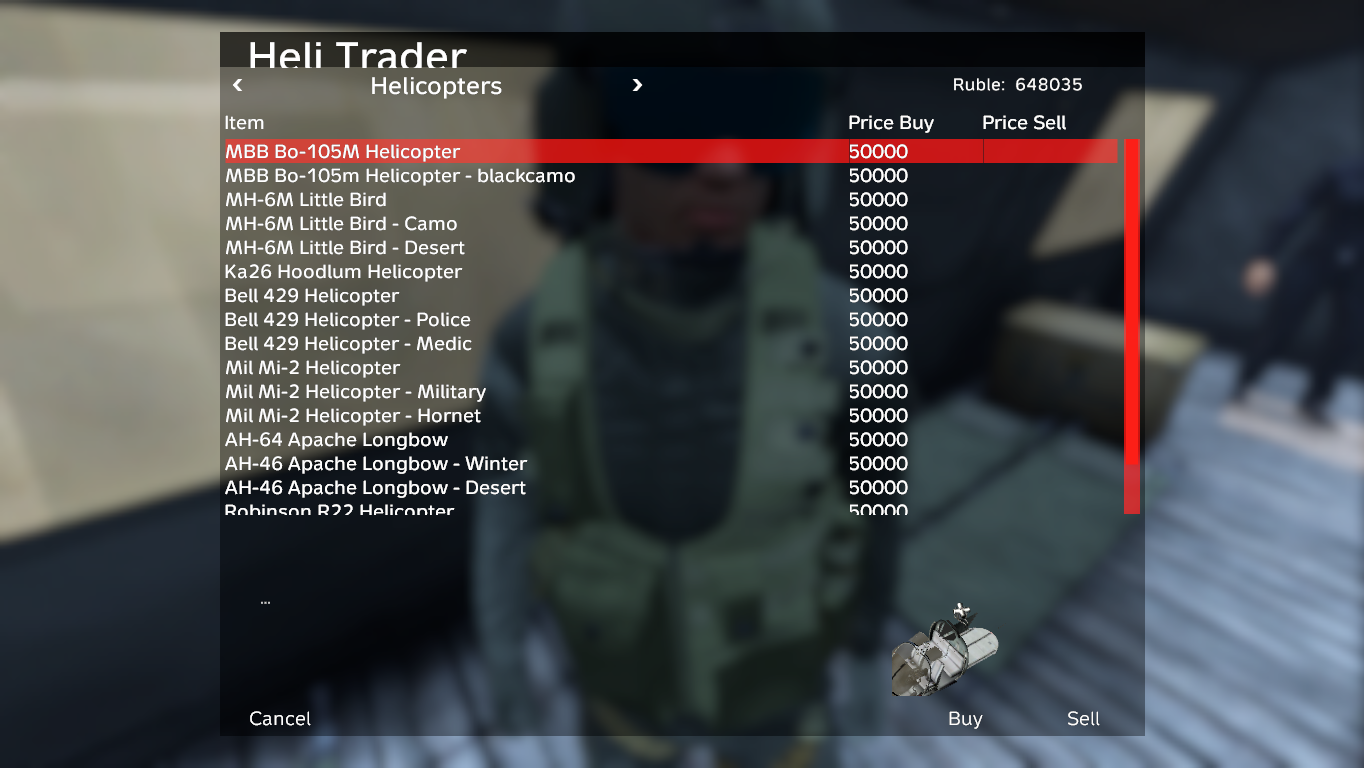 Heli Trader
‹ Helicopters › Ruble: 648035
Item Price Buy Price Sell
MBB Bo-105M Helicopter 50000
MBB Bo-105m Helicopter - blackcamo 50000
MH-6M Little Bird 50000
MH-6M Little Bird - Camo 50000
MH-6M Little Bird - Desert 50000
Ka26 Hoodlum Helicopter 50000
Bell 429 Helicopter 50000
Bell 429 Helicopter - Police 50000
Bell 429 Helicopter - Medic 50000
Mil Mi-2 Helicopter 50000
Mil Mi-2 Helicopter - Military 50000
Mil Mi-2 Helicopter - Hornet 50000
AH-64 Apache Longbow 50000
AH-46 Apache Longbow - Winter 50000
AH-46 Apache Longbow - Desert 50000
Robinson R22 Helicopter 50000
...
Cancel Buy Sell